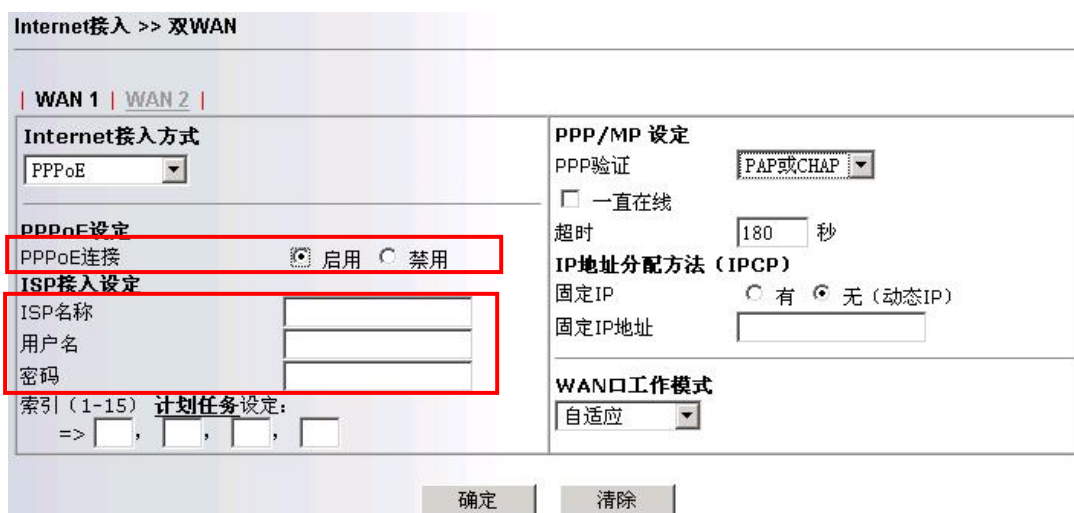 Internet接入 >> 双WAN
| WAN 1 | WAN 2 |
Internet接入方式
PPPoE
PPPoE设定
PPPoE连接 启用 禁用
ISP接入设定
ISP名称
用户名
密码
索引（1-15） 计划任务设定：
=> , , ,
PPP/MP 设定
PPP验证 PAP或CHAP
一直在线
超时 180 秒
IP地址分配方法（IPCP）
固定IP 有 无（动态IP）
固定IP地址
WAN口工作模式
自适应
确定 清除